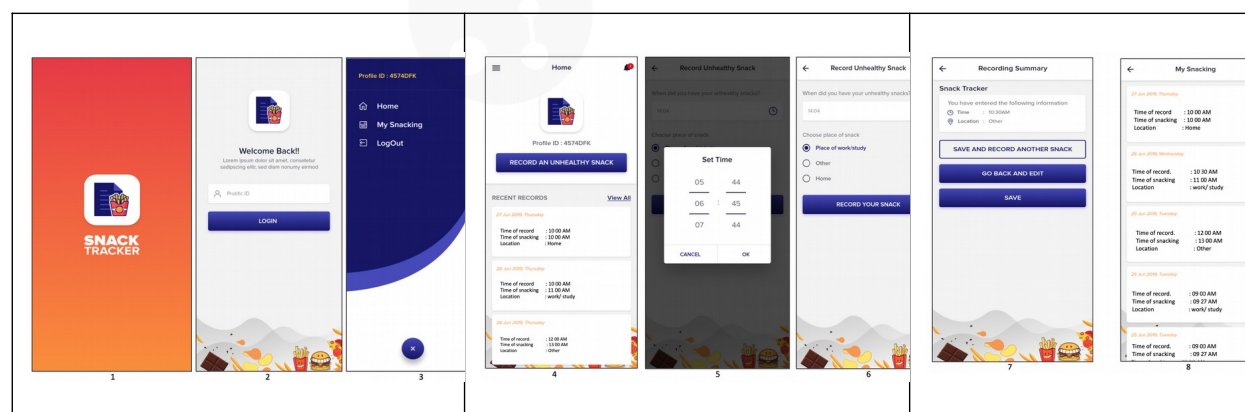 SNACK
TRACKER
1
Welcome Back!!
Lorem ipsum dolor sit amet, consetetur
sadipscing elitr, sed diam nonumy eirmod
Prolific ID
LOGIN
2
Profile ID : 4574DFK
Home
My Snacking
LogOut
3
Home
Profile ID : 4574DFK
RECORD AN UNHEALTHY SNACK
RECENT RECORDS View All
27 Jun 2019, Thursday
Time of record : 10:00 AM
Time of snacking : 10:00 AM
Location : Home
Time of record : 10:00 AM
Time of snacking : 11:00 AM
Location : work/ study
Time of record : 12:00 AM
Time of snacking : 13:00 AM
Location : Other
4
Record Unhealthy Snack
When did you have your unhealthy snacks?
14:04
Choose place of snack
Set Time
05 44
06 : 45
07 44
CANCEL OK
5
Record Unhealthy Snack
When did you have your unhealthy snacks?
14:04
Choose place of snack
Place of work/study
Other
Home
RECORD YOUR SNACK
6
Recording Summary
Snack Tracker
You have entered the following information
Time : 10:30AM
Location : Other
SAVE AND RECORD ANOTHER SNACK
GO BACK AND EDIT
SAVE
7
My Snacking
27 Jun 2019, Thursday
Time of record : 10:00 AM
Time of snacking : 10:00 AM
Location : Home
26 Jun 2019, Wednesday
Time of record. : 10:30 AM
Time of snacking : 11:00 AM
Location : work/ study
25 Jun 2019, Tuesday
Time of record. : 12:00 AM
Time of snacking : 13:00 AM
Location : Other
25 Jun 2019, Tuesday
Time of record. : 09:00 AM
Time of snacking : 09:27 AM
Location : work/ study
25 Jun 2019, Tuesday
Time of record. : 09:00 AM
Time of snacking : 09:27 AM
8